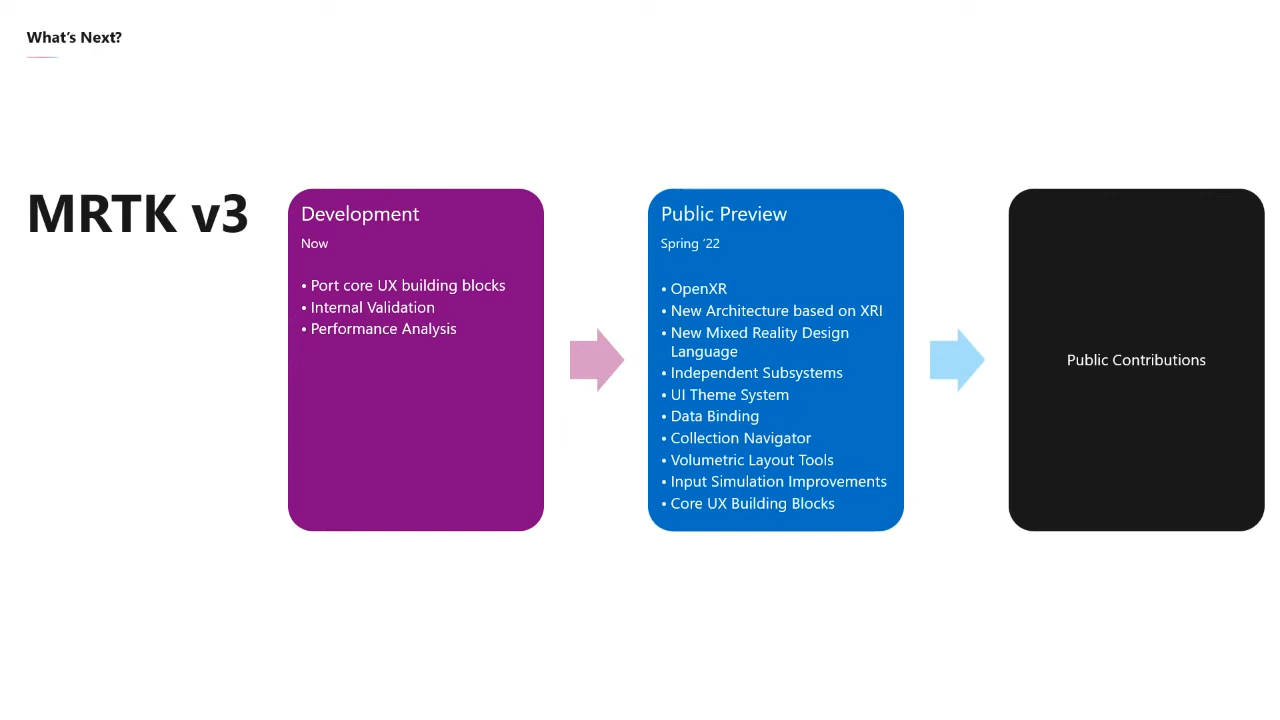 What's Next?
MRTK v3
Development
Now
• Port core UX building blocks
• Internal Validation
• Performance Analysis
Public Preview
Spring ’22
• OpenXR
• New Architecture based on XRI
• New Mixed Reality Design
Language
• Independent Subsystems
• UI Theme System
• Data Binding
• Collection Navigator
• Volumetric Layout Tools
• Input Simulation Improvements
• Core UX Building Blocks
Public Contributions